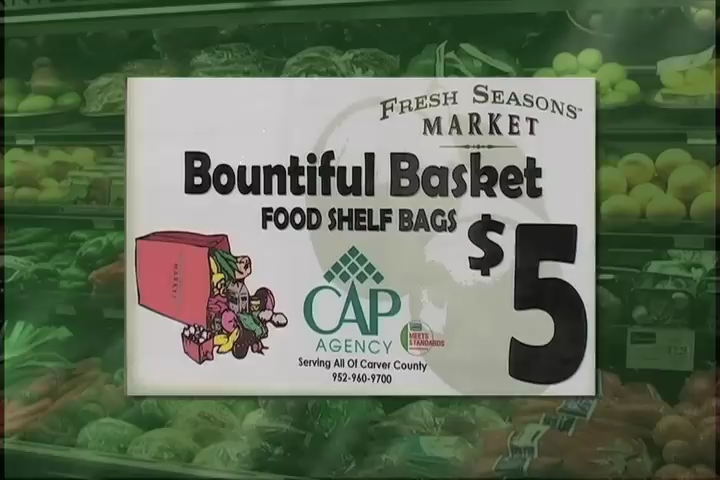 FRESH SEASONS
MARKET
Bountiful Basket
FOOD SHELF BAGS
$5
CAP
AGENCY
MEETS
STANDARDS
Serving All Of Carver County
952-960-9700